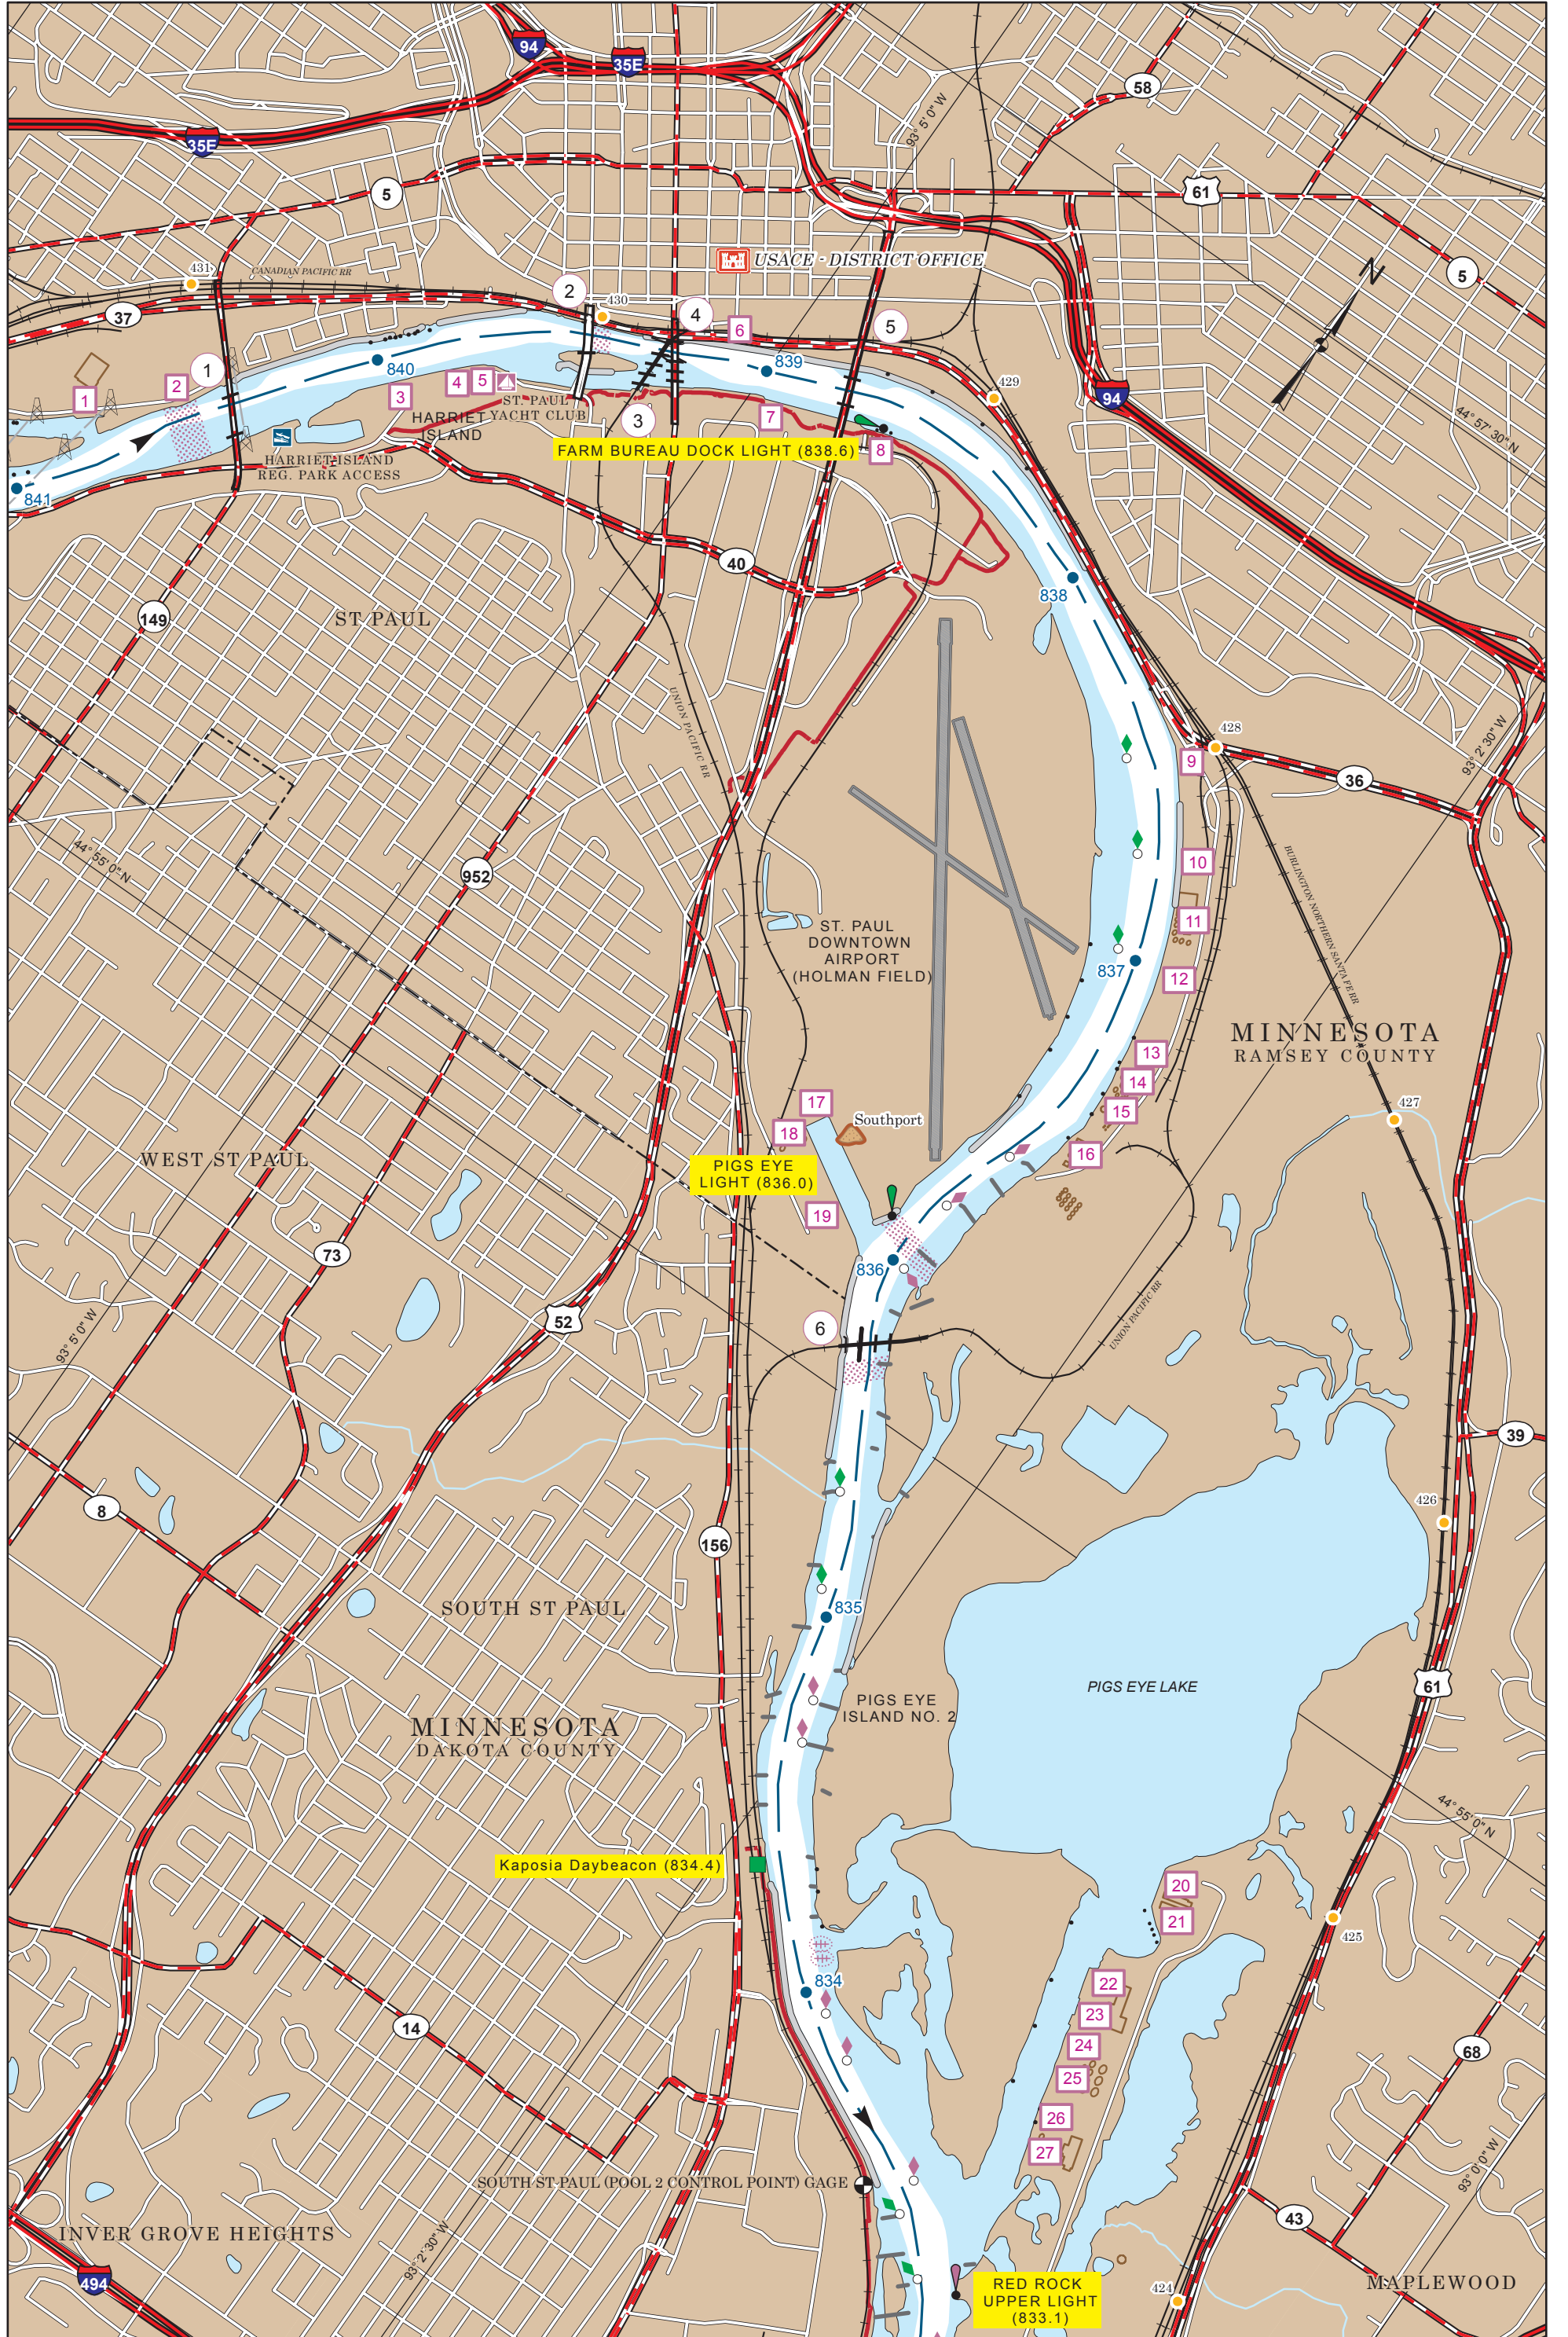 94
35E
58
93° 5' 0" W
35E
5
61
USACE - DISTRICT OFFICE
N
5
431
CANADIAN PACIFIC RR
2
430
4
6
5
37
839
1
840
429
94
1
2
3
4
5
ST. PAUL
YACHT CLUB
HARRIET
ISLAND
3
7
44° 57' 30" N
FARM BUREAU DOCK LIGHT (838.6)
8
HARRIET ISLAND
REG. PARK ACCESS
841
40
838
149
ST PAUL
UNION PACIFIC RR
428
9
36
93° 2' 30" W
44° 55' 0" N
952
10
BURLINGTON NORTHERN SANTA FE RR
11
ST. PAUL
DOWNTOWN
AIRPORT
(HOLMAN FIELD)
837
12
MINNESOTA
RAMSEY COUNTY
13
14
15
17
427
Southport
18
16
WEST ST PAUL
PIGS EYE
LIGHT (836.0)
19
73
836
52
6
UNION PACIFIC RR
93° 5' 0" W
39
8
426
156
SOUTH ST PAUL
835
PIGS EYE LAKE
61
PIGS EYE
ISLAND NO. 2
MINNESOTA
DAKOTA COUNTY
44° 55' 0" N
Kaposia Daybeacon (834.4)
20
21
425
834
22
23
14
24
68
25
26
27
SOUTH ST PAUL (POOL 2 CONTROL POINT) GAGE
93° 0' 0" W
INVER GROVE HEIGHTS
43
93° 2' 30" W
494
RED ROCK
UPPER LIGHT
(833.1)
424
MAPLEWOOD